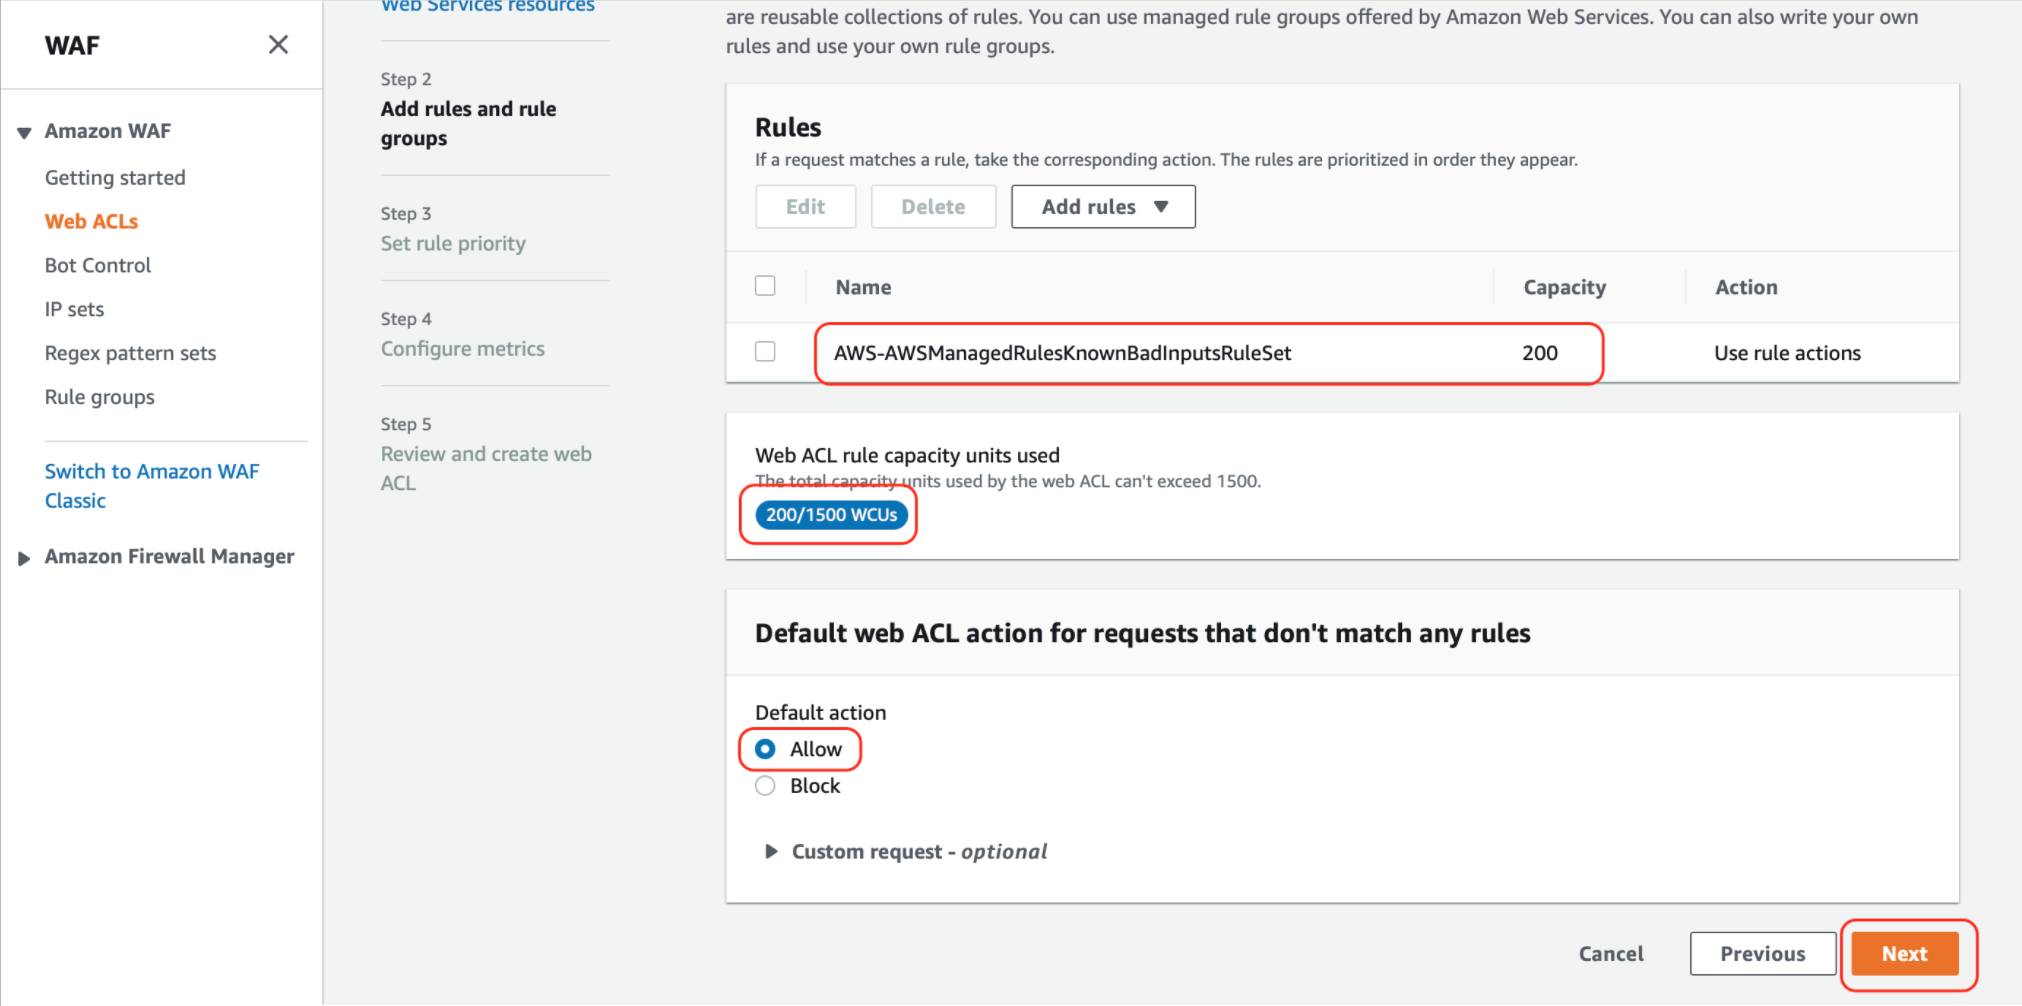 WAF
Amazon WAF
Getting started
Web ACLs
Bot Control
IP sets
Regex pattern sets
Rule groups
Switch to Amazon WAF
Classic
Amazon Firewall Manager
Web Services resources
Step 2
Add rules and rule
groups
Step 3
Set rule priority
Step 4
Configure metrics
Step 5
Review and create web
ACL
are reusable collections of rules. You can use managed rule groups offered by Amazon Web Services. You can also write your own
rules and use your own rule groups.
Rules
If a request matches a rule, take the corresponding action. The rules are prioritized in order they appear.
Edit Delete Add rules
Name Capacity Action
AWS-AWSManagedRulesKnownBadInputsRuleSet 200 Use rule actions
Web ACL rule capacity units used
The total capacity units used by the web ACL can't exceed 1500.
200/1500 WCUs
Default web ACL action for requests that don't match any rules
Default action
Allow
Block
Custom request - optional
Cancel Previous Next